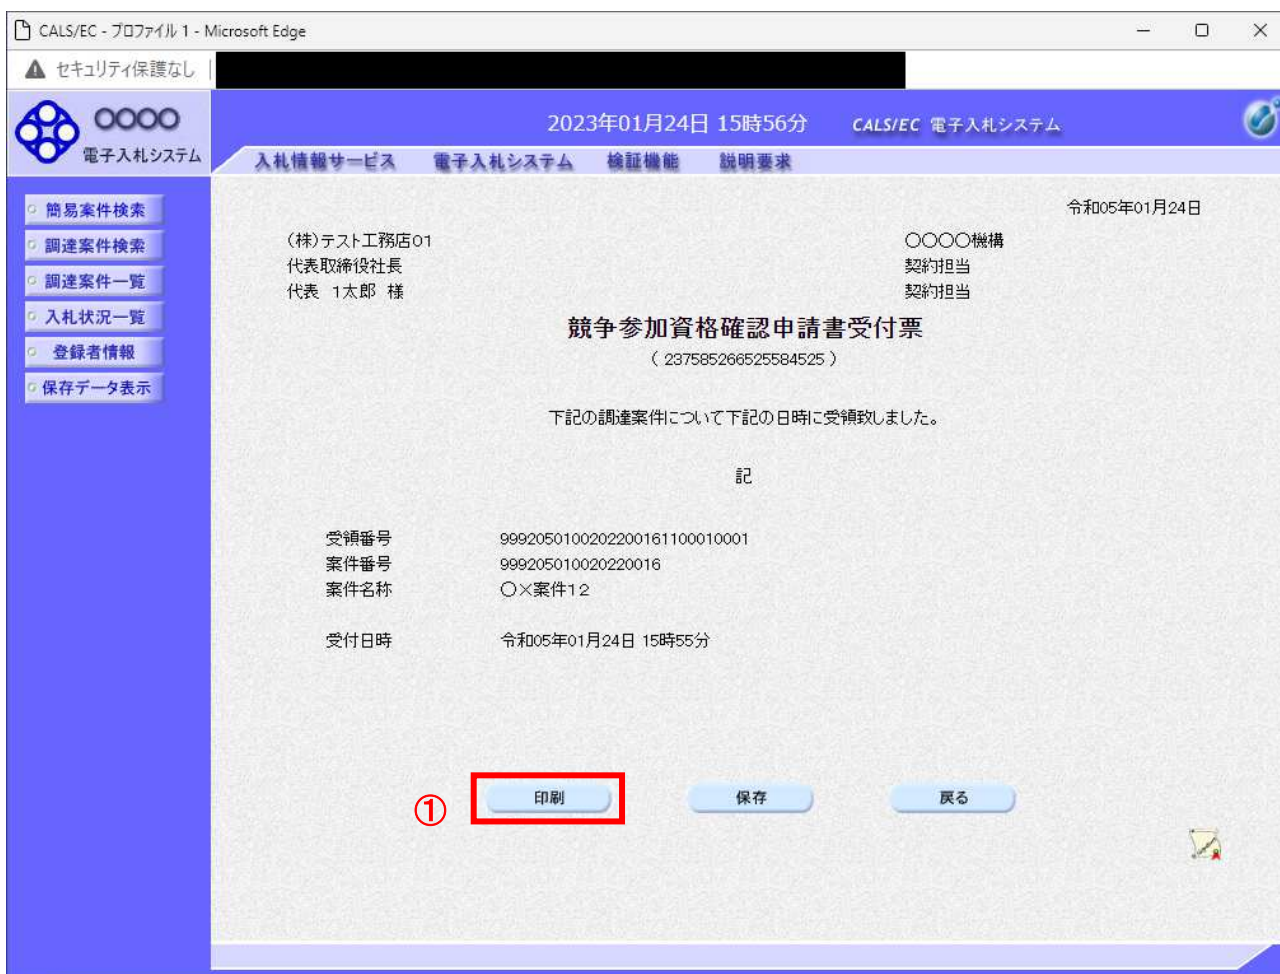 CALS/EC - プロファイル 1 - Microsoft Edge
セキュリティ保護なし
〇〇〇〇
電子入札システム
2023年01月24日 15時56分
CALS/EC 電子入札システム
入札情報サービス 電子入札システム 検証機能 説明要求
簡易案件検索
調達案件検索
調達案件一覧
入札状況一覧
登録者情報
保存データ表示
令和05年01月24日
(株)テスト工務店01
代表取締役社長
代表 1太郎 様
〇〇〇〇機構
契約担当
契約担当
競争参加資格確認申請書受付票
( 237585266525584525 )
下記の調達案件について下記の日時に受領致しました。
記
受領番号 9992050100202200161100010001
案件番号 999205010020220016
案件名称 〇×案件12
受付日時 令和05年01月24日 15時55分
① 印刷 保存 戻る